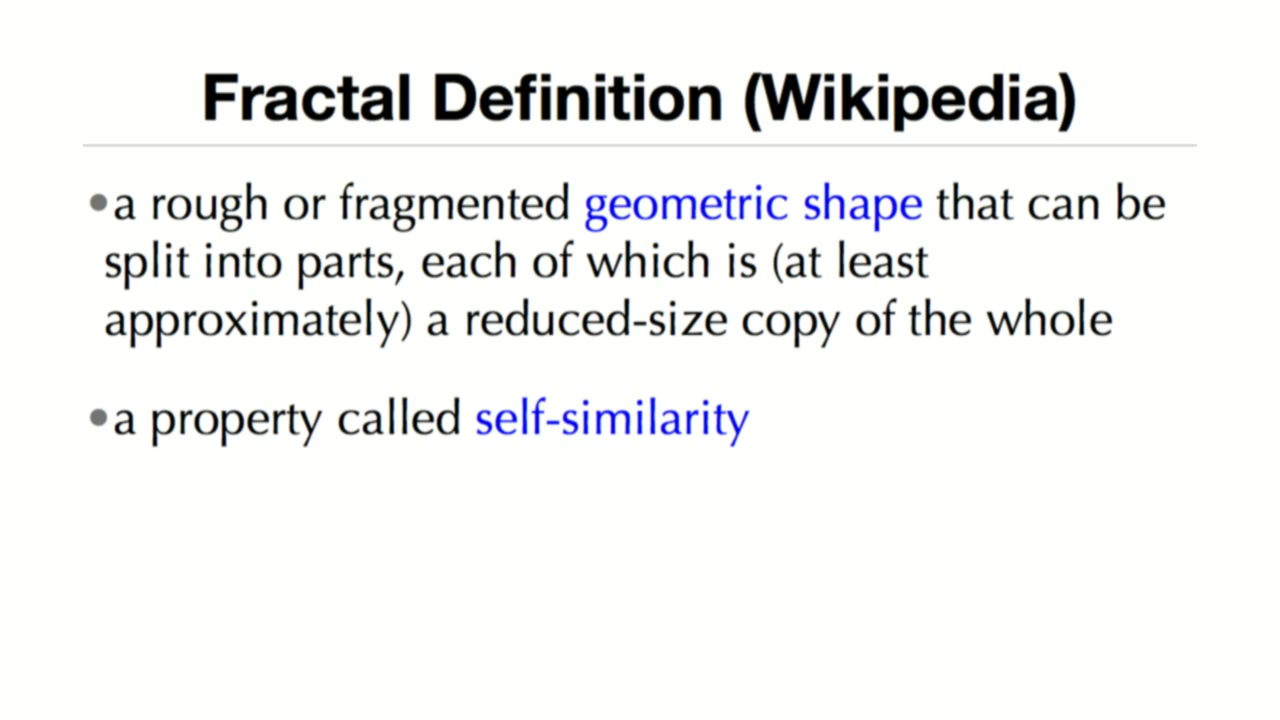 Fractal Definition (Wikipedia)
•a rough or fragmented geometric shape that can be
split into parts, each of which is (at least
approximately) a reduced-size copy of the whole
•a property called self-similarity